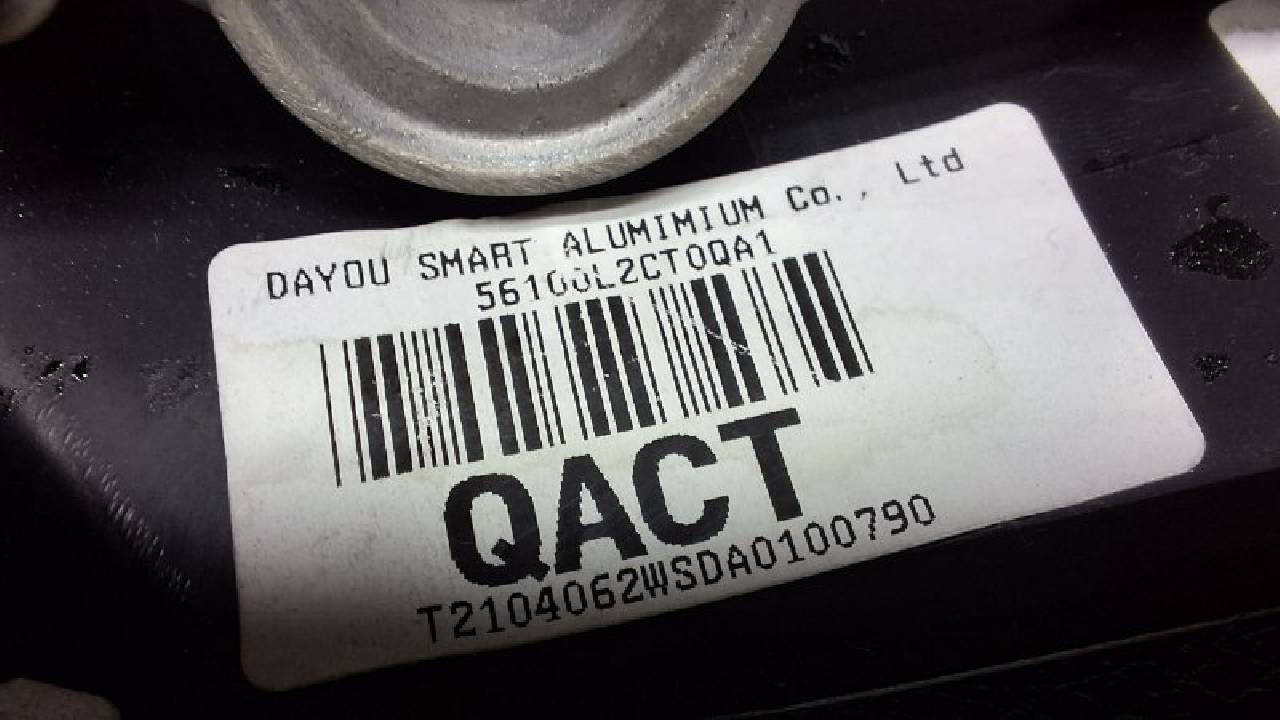 DAYOU SMART ALUMIMIUM Co., Ltd
56100L2CT0QA1
QACT
T2104062WSDA0100790